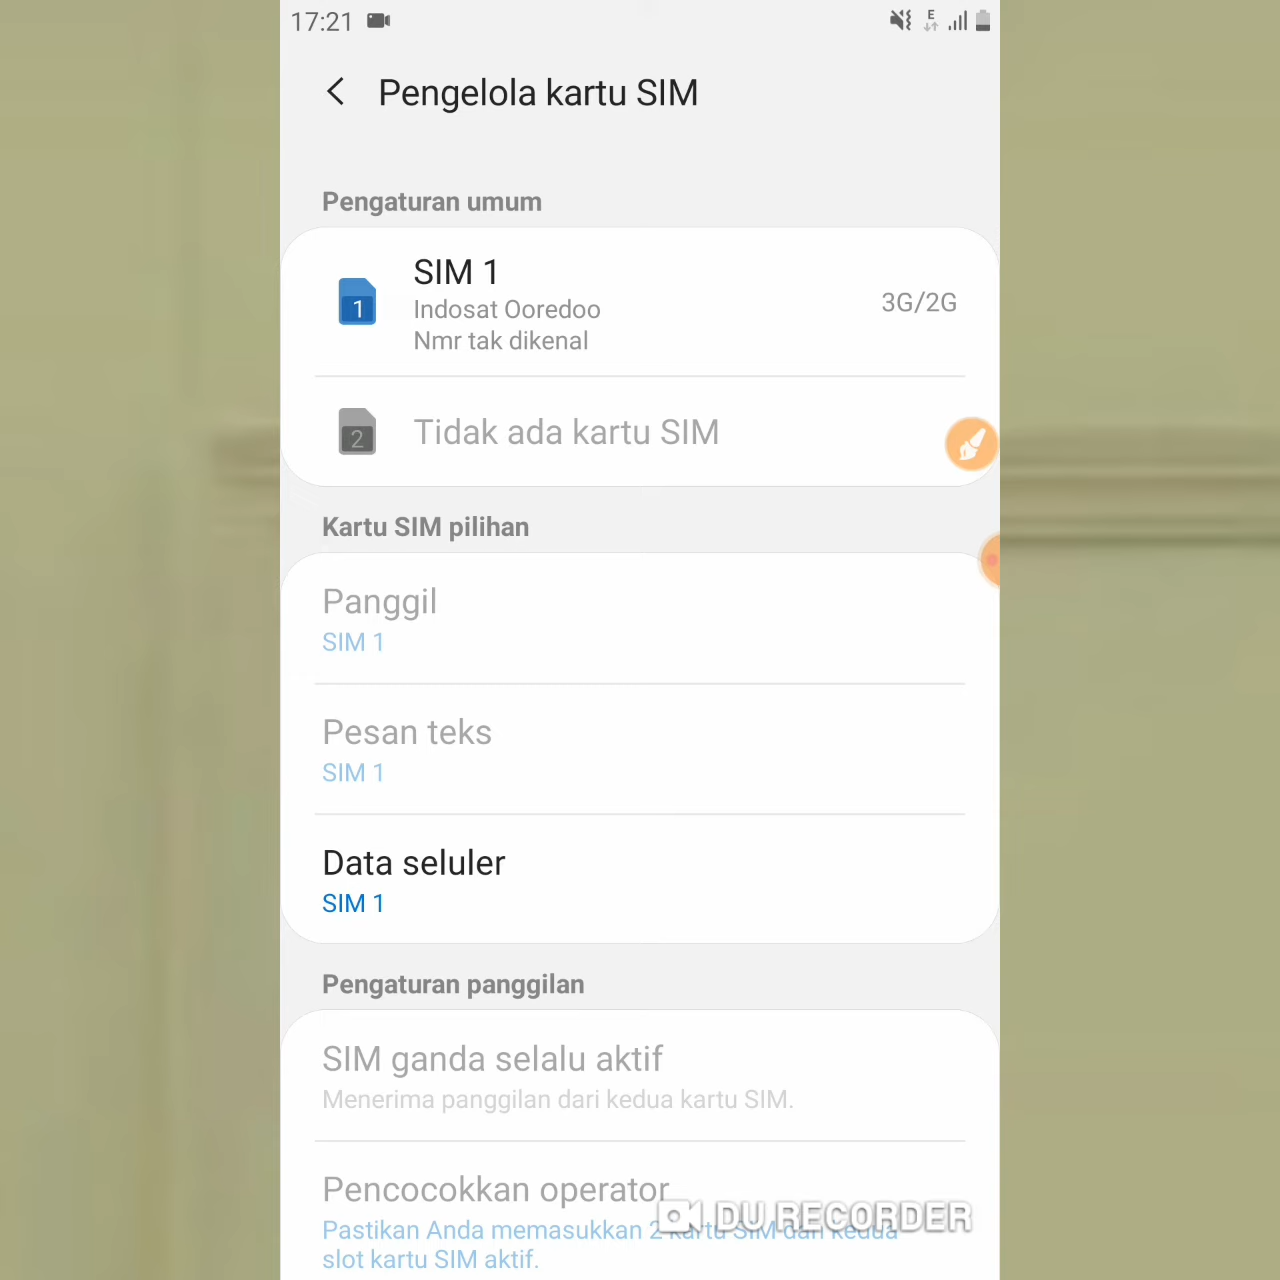 17:21
E
Pengelola kartu SIM
Pengaturan umum
SIM 1
1
Indosat Ooredoo
3G/2G
Nmr tak dikenal
2
Tidak ada kartu SIM
Kartu SIM pilihan
Panggil
SIM 1
Pesan teks
SIM 1
Data seluler
SIM 1
Pengaturan panggilan
SIM ganda selalu aktif
Menerima panggilan dari kedua kartu SIM.
Pencocokkan operator
DU RECORDER
Pastikan Anda memasukkan 2 kartu SIM dan kedua
slot kartu SIM aktif.